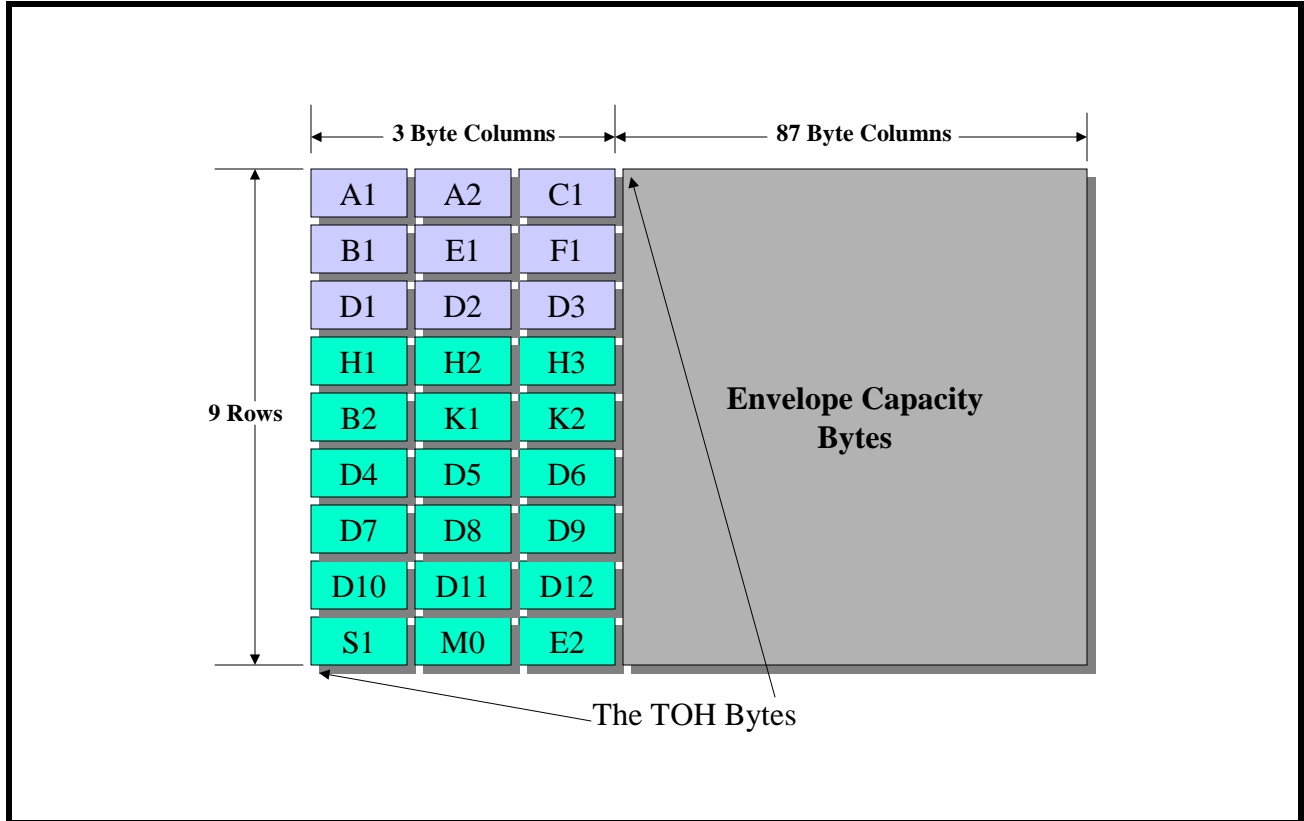 3 Byte Columns 87 Byte Columns
A1 A2 C1
B1 E1 F1
D1 D2 D3
H1 H2 H3
9 Rows
B2 K1 K2
Envelope Capacity
Bytes
D4 D5 D6
D7 D8 D9
D10 D11 D12
S1 M0 E2
The TOH Bytes